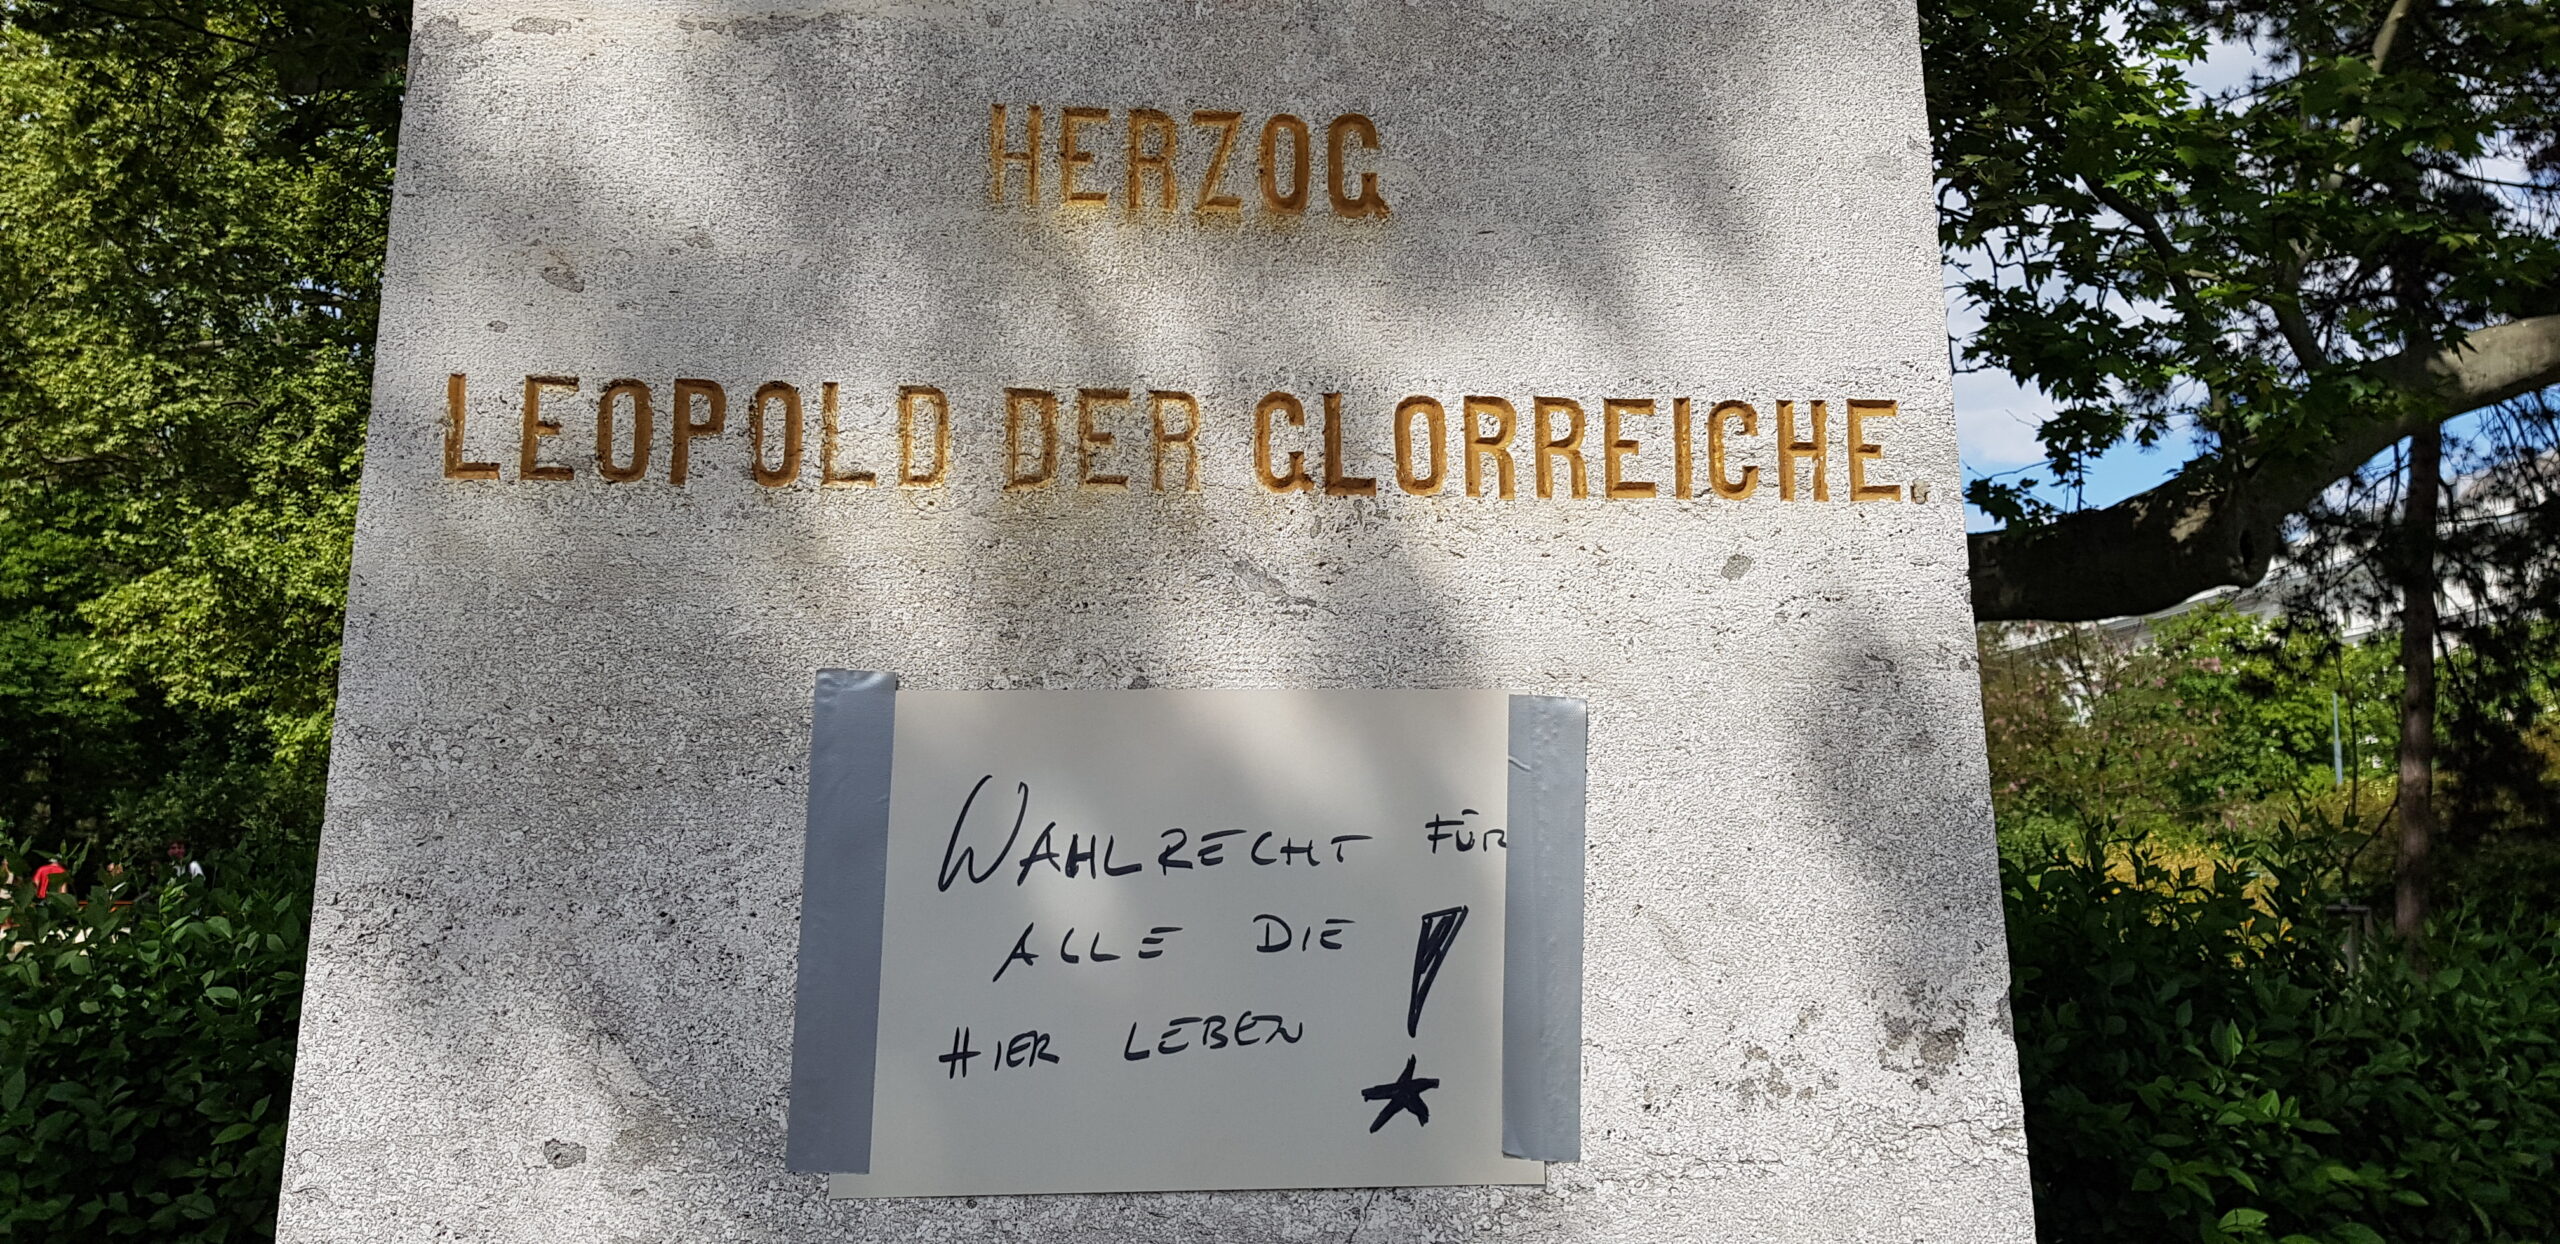 HERZOG
LEOPOLD DER GLORREICHE.
WAHLRECHT FÜR
ALLE DIE
HIER LEBEN !